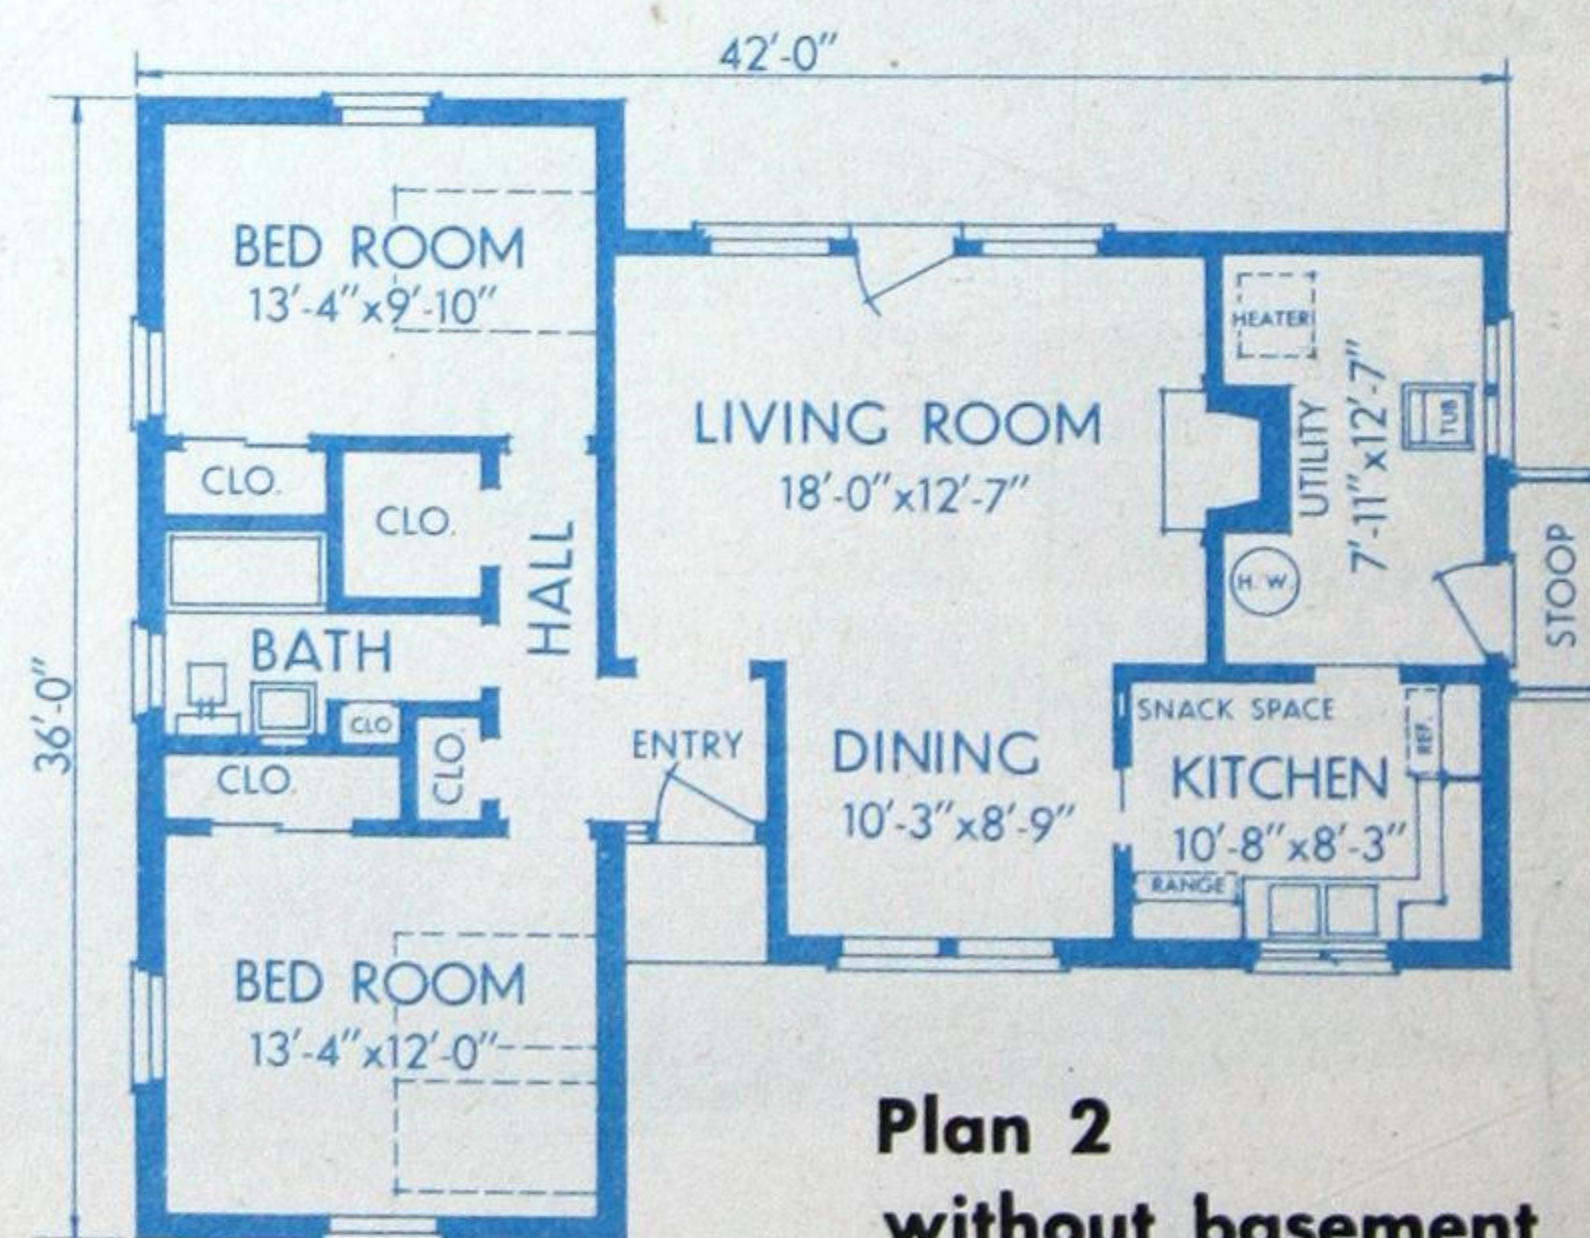 42'-0"
36'-0"
BED ROOM
13'-4"x9'-10"
HEATER
LIVING ROOM
18'-0"x12'-7"
UTILITY
7'-11"x12'-7"
TUB
CLO.
CLO.
HALL
H.W.
STOOP
BATH
CLO
CLO.
CLO.
ENTRY
DINING
10'-3"x8'-9"
SNACK SPACE
REF.
KITCHEN
10'-8"x8'-3"
RANGE
BED ROOM
13'-4"x12'-0"
Plan 2
without basement